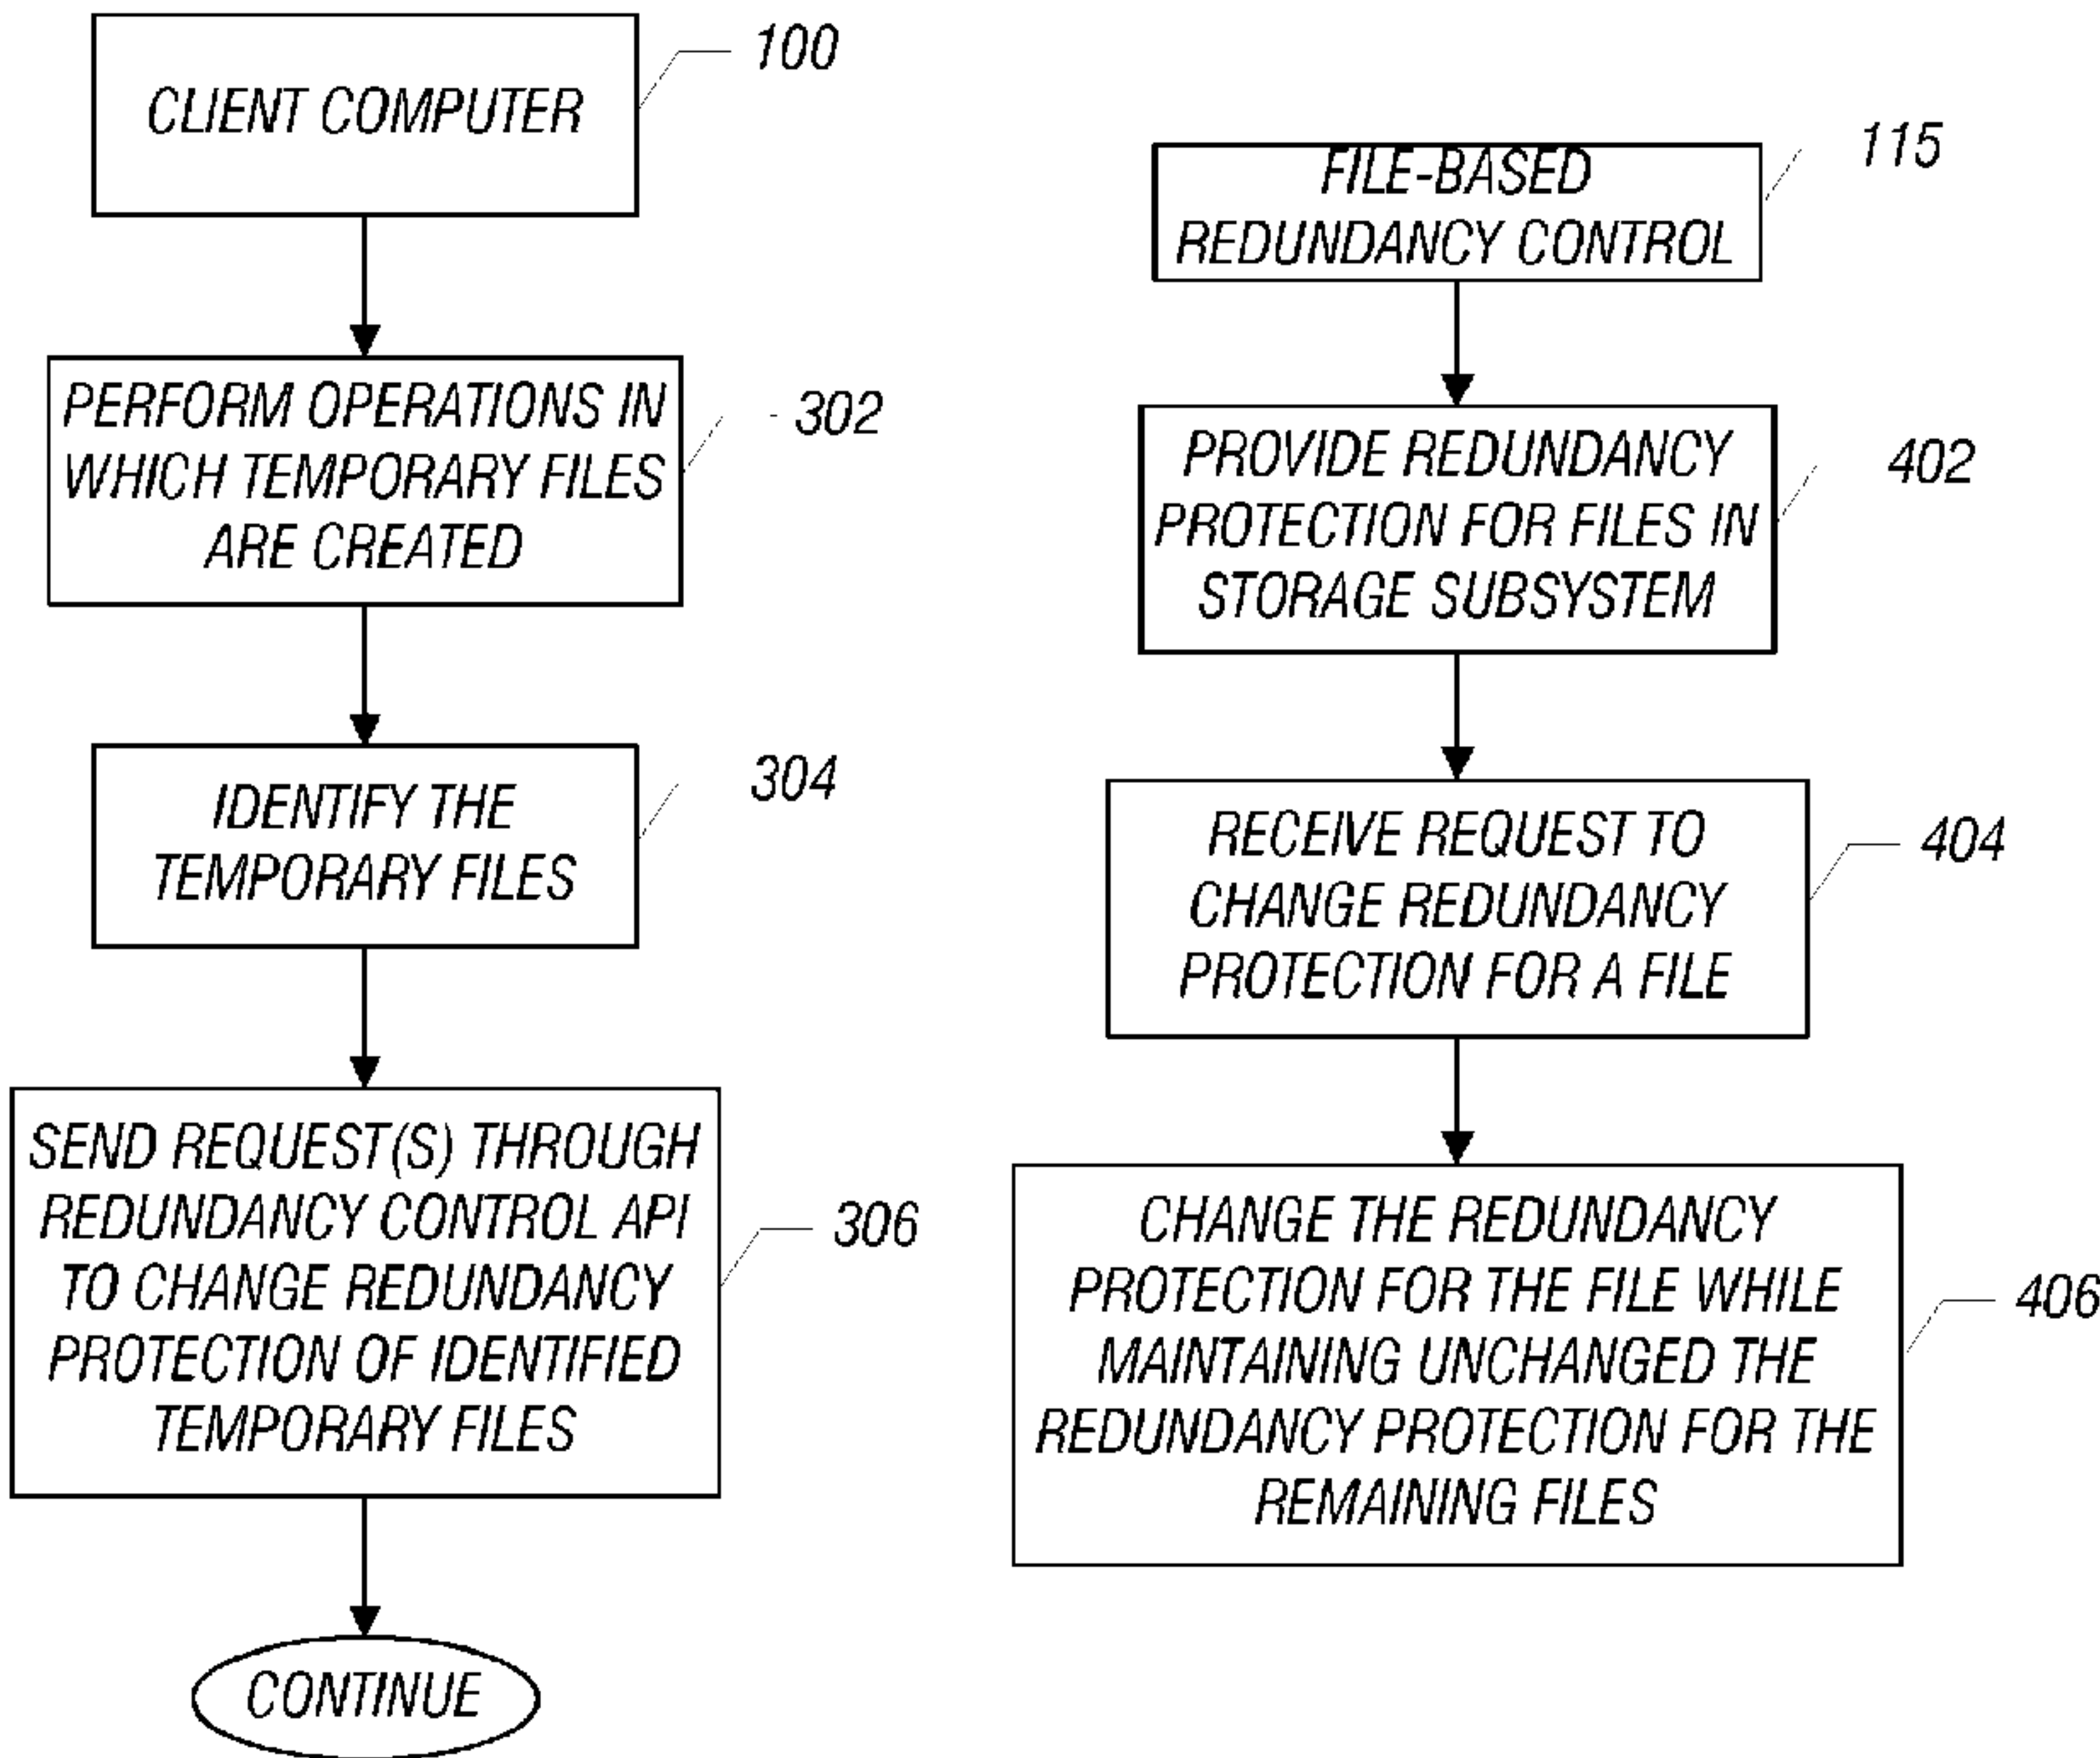 CLIENT COMPUTER
100
PERFORM OPERATIONS IN
WHICH TEMPORARY FILES
ARE CREATED
302
IDENTIFY THE
TEMPORARY FILES
304
SEND REQUEST(S) THROUGH
REDUNDANCY CONTROL API
TO CHANGE REDUNDANCY
PROTECTION OF IDENTIFIED
TEMPORARY FILES
306
CONTINUE
FILE-BASED
REDUNDANCY CONTROL
115
PROVIDE REDUNDANCY
PROTECTION FOR FILES IN
STORAGE SUBSYSTEM
402
RECEIVE REQUEST TO
CHANGE REDUNDANCY
PROTECTION FOR A FILE
404
CHANGE THE REDUNDANCY
PROTECTION FOR THE FILE WHILE
MAINTAINING UNCHANGED THE
REDUNDANCY PROTECTION FOR THE
REMAINING FILES
406